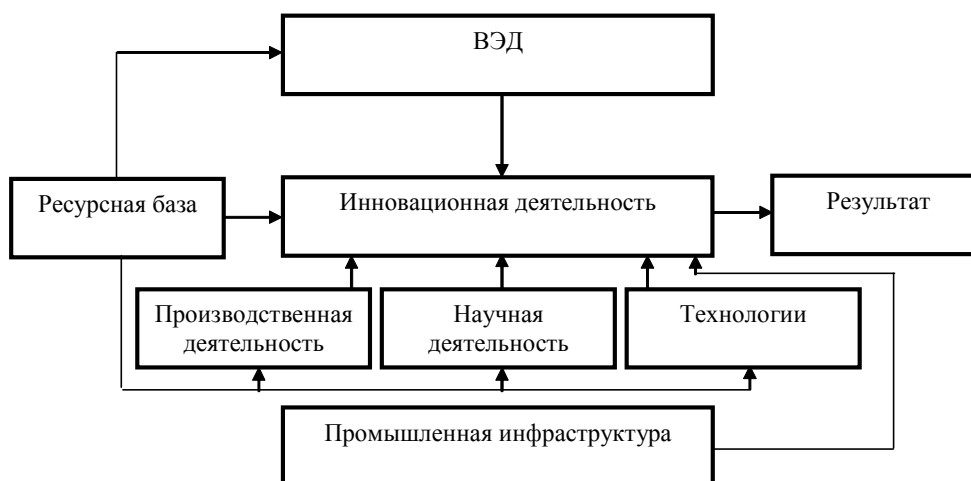 ВЭД
Ресурсная база
Инновационная деятельность
Результат
Производственная
деятельность
Научная
деятельность
Технологии
Промышленная инфраструктура